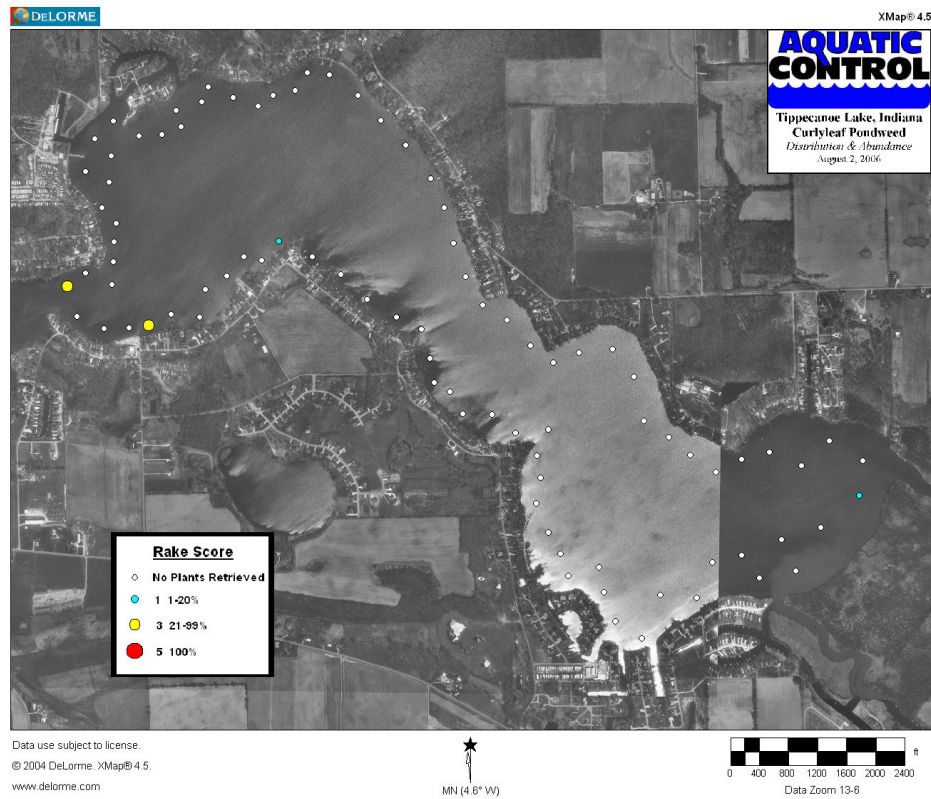 DELORME
XMap® 4.5
AQUATIC
CONTROL
Tippecanoe Lake, Indiana
Curlyleaf Pondweed
Distribution & Abundance
August 2, 2006
Rake Score
No Plants Retrieved
1 1-20%
3 21-99%
5 100%
Data use subject to license.
© 2004 DeLorme. XMap® 4.5.
www.delorme.com
MN (4.6° W)
ft
0 400 800 1200 1600 2000 2400
Data Zoom 13-6